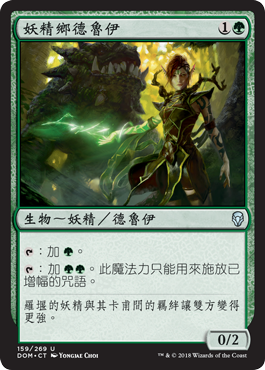 妖精鄉德魯伊 1
生物～妖精／德魯伊
：加。
：加。此魔法力只能用來施放已
增幅的咒語。
羅堰的妖精與其卡甫間的羈絆讓雙方變得
更強。
0/2
159/269 U
DOM • CT YONGJAE CHOI
™ & © 2018 Wizards of the Coast